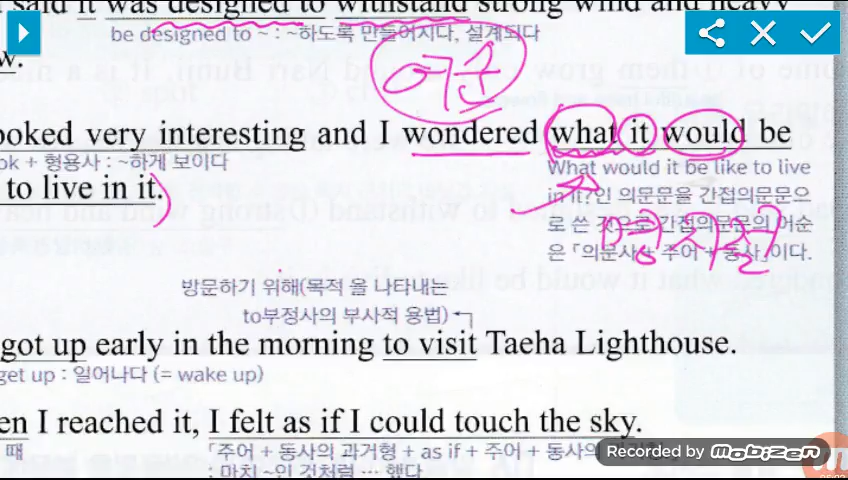 said it was designed to withstand strong wind and heavy
be designed to ~ : ~하도록 만들어지다, 설계되다
w.
어순
ooked very interesting and I wondered what it would be
ok + 형용사 : ~하게 보이다
What would it be like to live
to live in it.)
in it?인 의문문을 간접의문문으
로 쓴 것으로 간접의문문의 어순
은 「의문사 + 주어 + 동사」이다.
방문하기 위해(목적 을 나타내는
to부정사의 부사적 용법)
got up early in the morning to visit Taeha Lighthouse.
get up : 일어나다 (= wake up)
en I reached it, I felt as if I could touch the sky.
때
「주어 + 동사의 과거형 + as if + 주어 + 동사의
: 마치 ~인 것처럼 … 했다
Recorded by mobizen